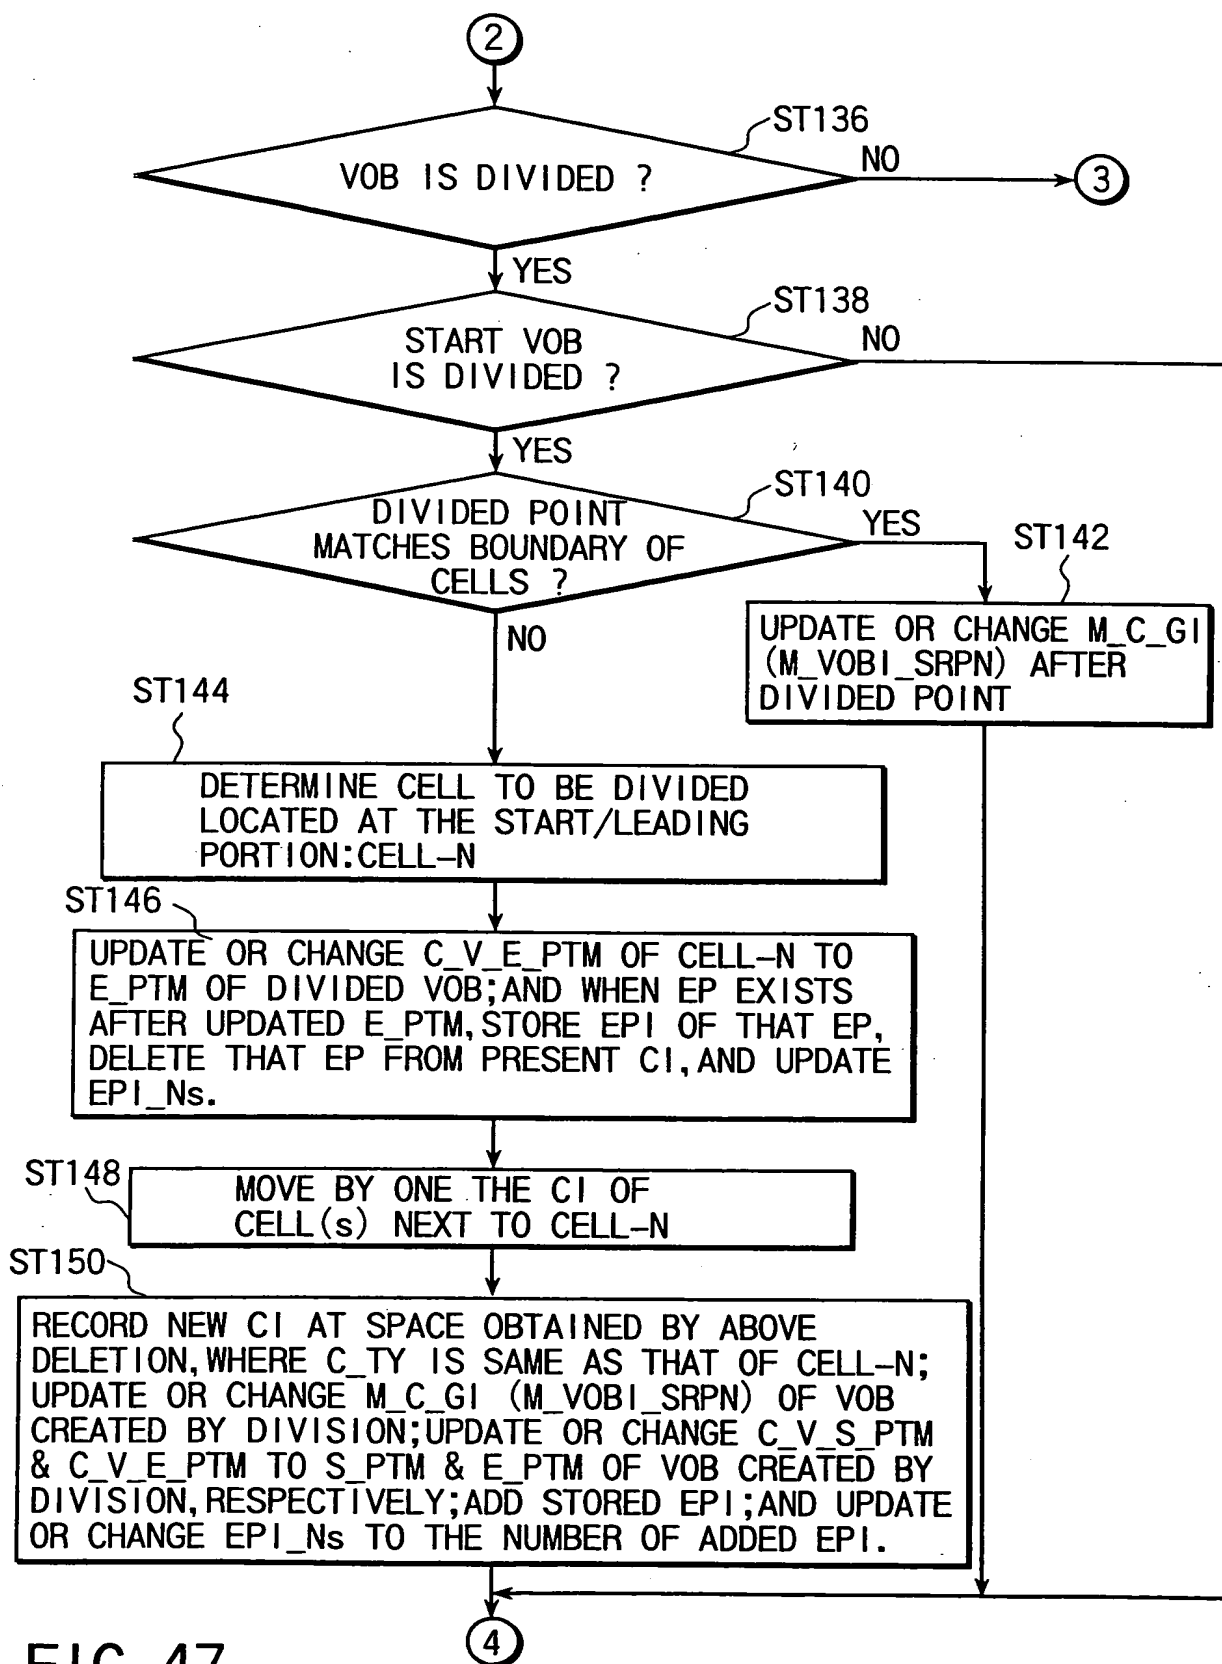 2
ST136
VOB IS DIVIDED ?
NO
3
YES
ST138
START VOB
IS DIVIDED ?
NO
YES
ST140
DIVIDED POINT
MATCHES BOUNDARY OF
CELLS ?
YES
ST142
NO
UPDATE OR CHANGE M_C_GI
(M_VOBI_SRPN) AFTER
DIVIDED POINT
ST144
DETERMINE CELL TO BE DIVIDED
LOCATED AT THE START/LEADING
PORTION:CELL-N
ST146
UPDATE OR CHANGE C_V_E_PTM OF CELL-N TO
E_PTM OF DIVIDED VOB;AND WHEN EP EXISTS
AFTER UPDATED E_PTM,STORE EPI OF THAT EP,
DELETE THAT EP FROM PRESENT CI,AND UPDATE
EPI_Ns.
ST148
MOVE BY ONE THE CI OF
CELL(s) NEXT TO CELL-N
ST150
RECORD NEW CI AT SPACE OBTAINED BY ABOVE
DELETION,WHERE C_TY IS SAME AS THAT OF CELL-N;
UPDATE OR CHANGE M_C_GI (M_VOBI_SRPN) OF VOB
CREATED BY DIVISION;UPDATE OR CHANGE C_V_S_PTM
& C_V_E_PTM TO S_PTM & E_PTM OF VOB CREATED BY
DIVISION,RESPECTIVELY;ADD STORED EPI;AND UPDATE
OR CHANGE EPI_Ns TO THE NUMBER OF ADDED EPI.
4
FIG. 47